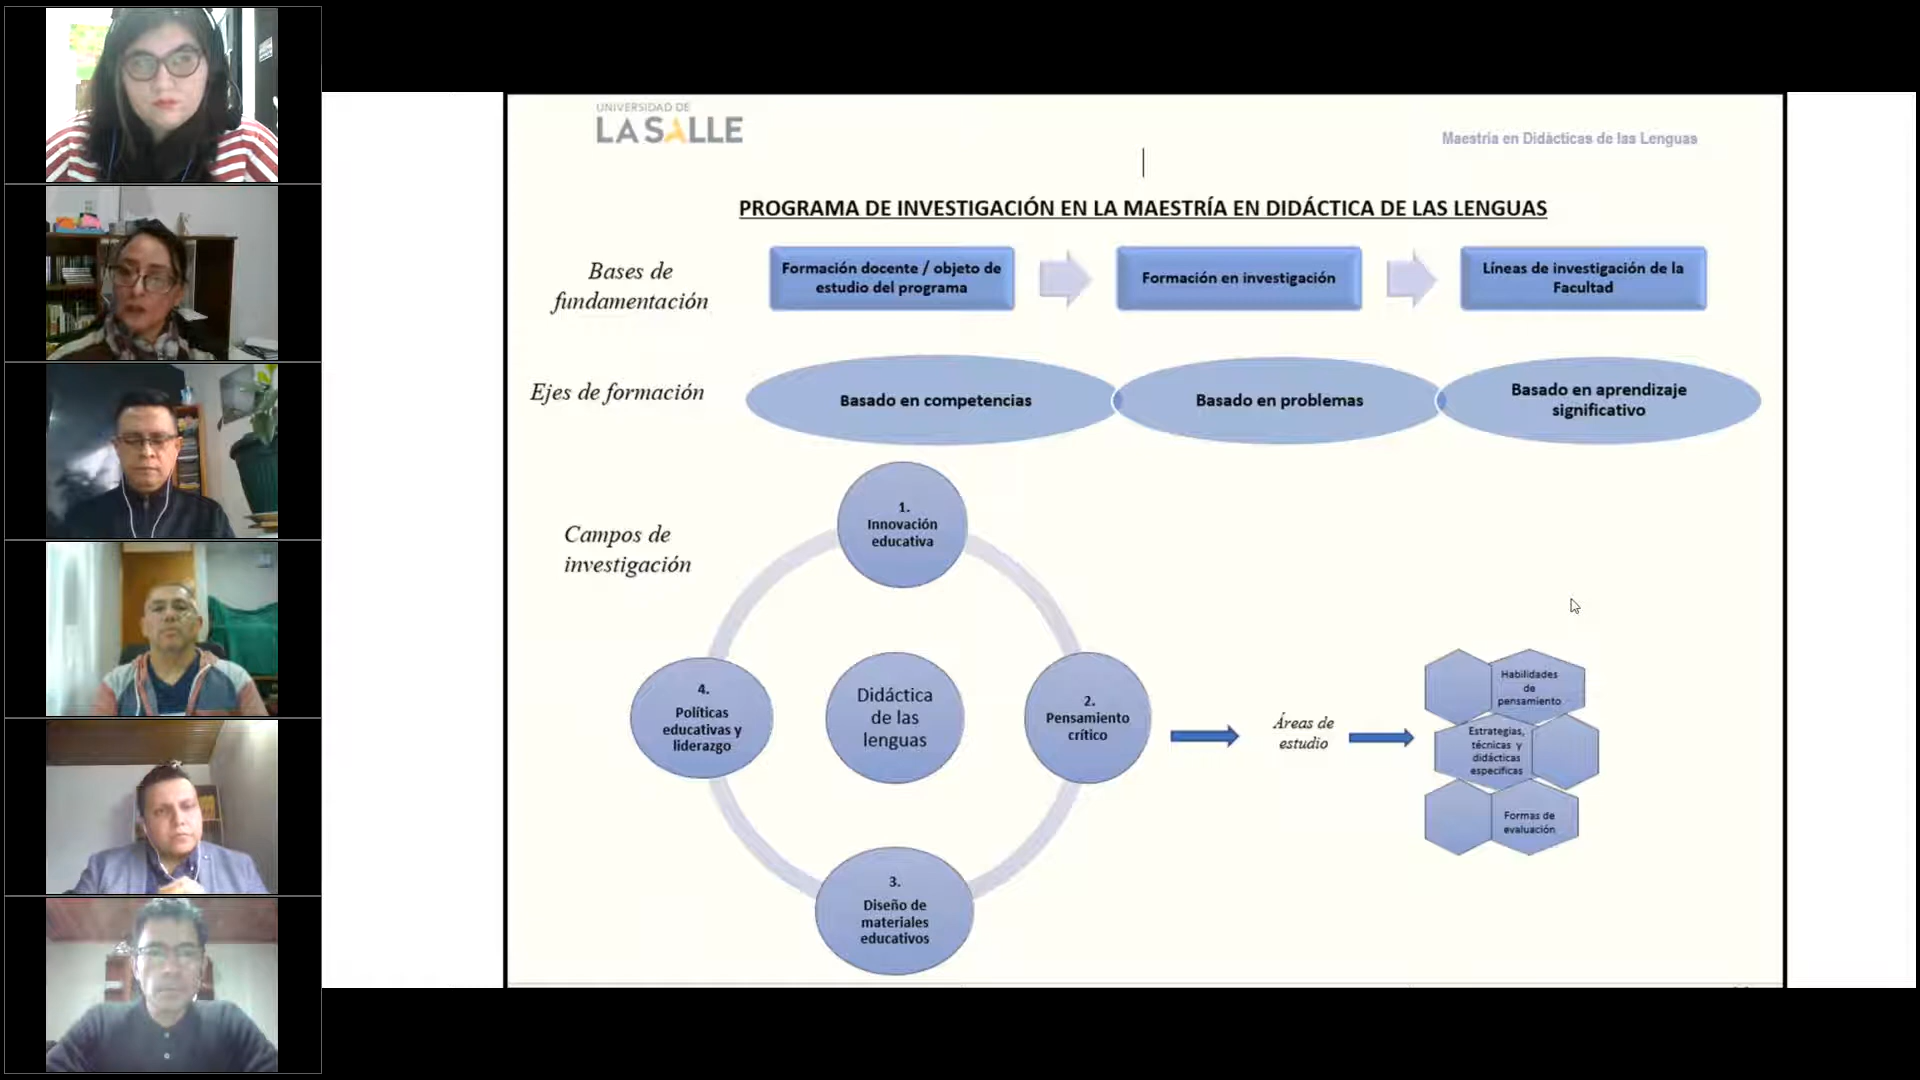 UNIVERSIDAD DE
LA SALLE
Maestría en Didácticas de las Lenguas
PROGRAMA DE INVESTIGACIÓN EN LA MAESTRÍA EN DIDÁCTICA DE LAS LENGUAS
Bases de
fundamentación
Formación docente / objeto de
estudio del programa
Formación en investigación
Líneas de investigación de la
Facultad
Ejes de formación
Basado en competencias
Basado en problemas
Basado en aprendizaje
significativo
Campos de
investigación
1.
Innovación
educativa
2.
Pensamiento
crítico
3.
Diseño de
materiales
educativos
4.
Políticas
educativas y
liderazgo
Didáctica
de las
lenguas
Áreas de
estudio
Habilidades
de
pensamiento
Estrategias,
técnicas y
didácticas
especificas
Formas de
evaluación